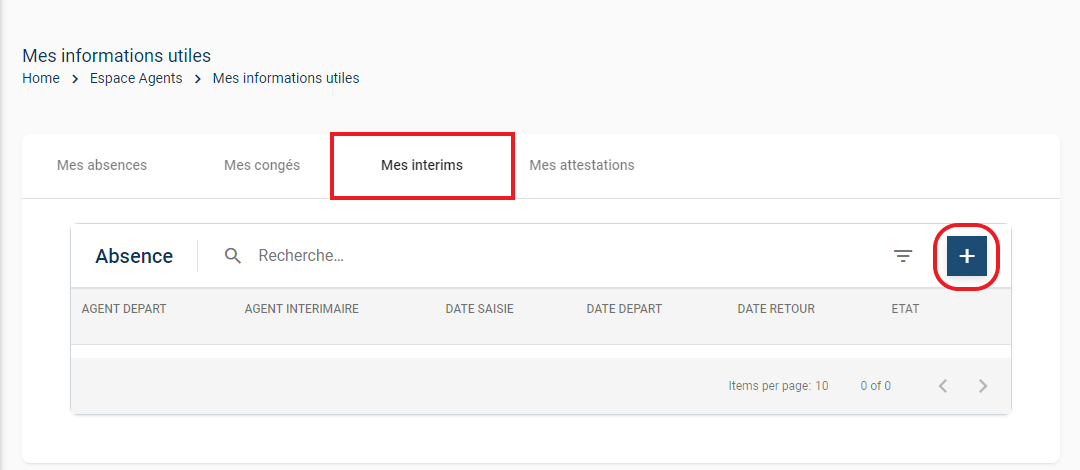 Mes informations utiles
Home > Espace Agents > Mes informations utiles
Mes absences Mes congés Mes interims Mes attestations
Absence Recherche... +
AGENT DEPART AGENT INTERIMAIRE DATE SAISIE DATE DEPART DATE RETOUR ETAT
Items per page: 10 0 of 0